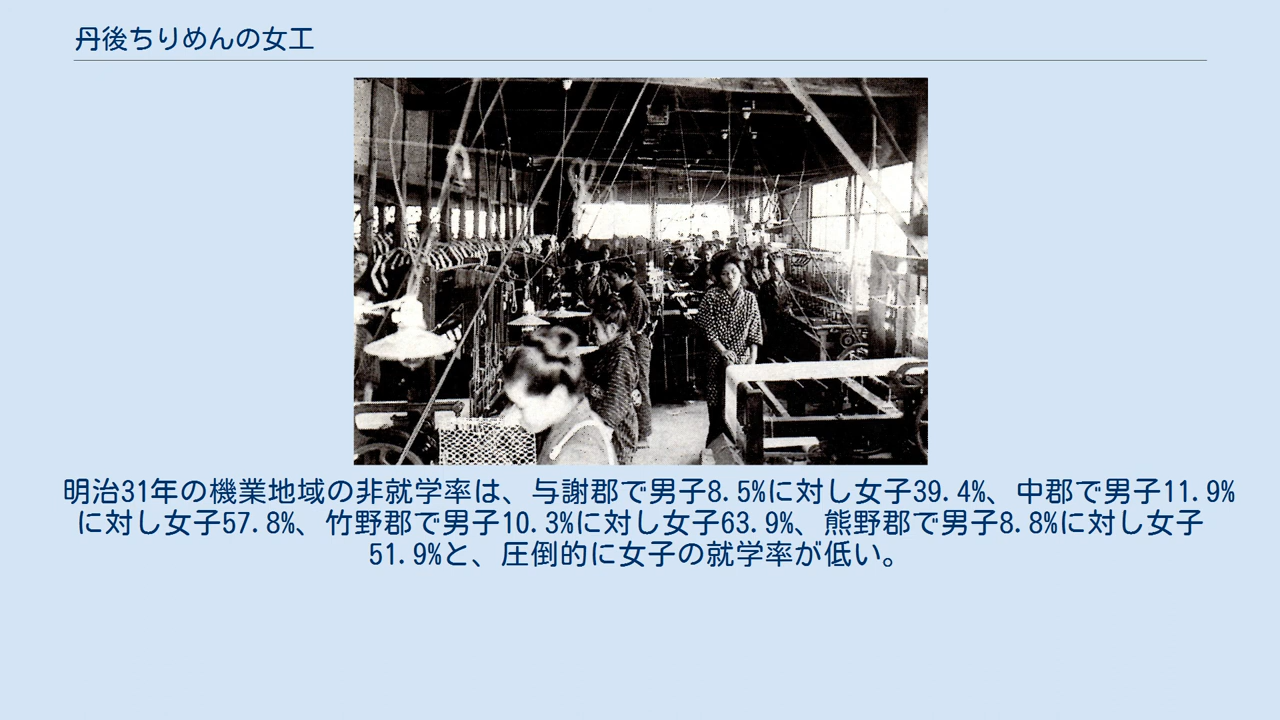 丹後ちりめんの女工
明治31年の機業地域の非就学率は、与謝郡で男子8.5%に対し女子39.4%、中郡で男子11.9%
に対し女子57.8%、竹野郡で男子10.3%に対し女子63.9%、熊野郡で男子8.8%に対し女子
51.9%と、圧倒的に女子の就学率が低い。